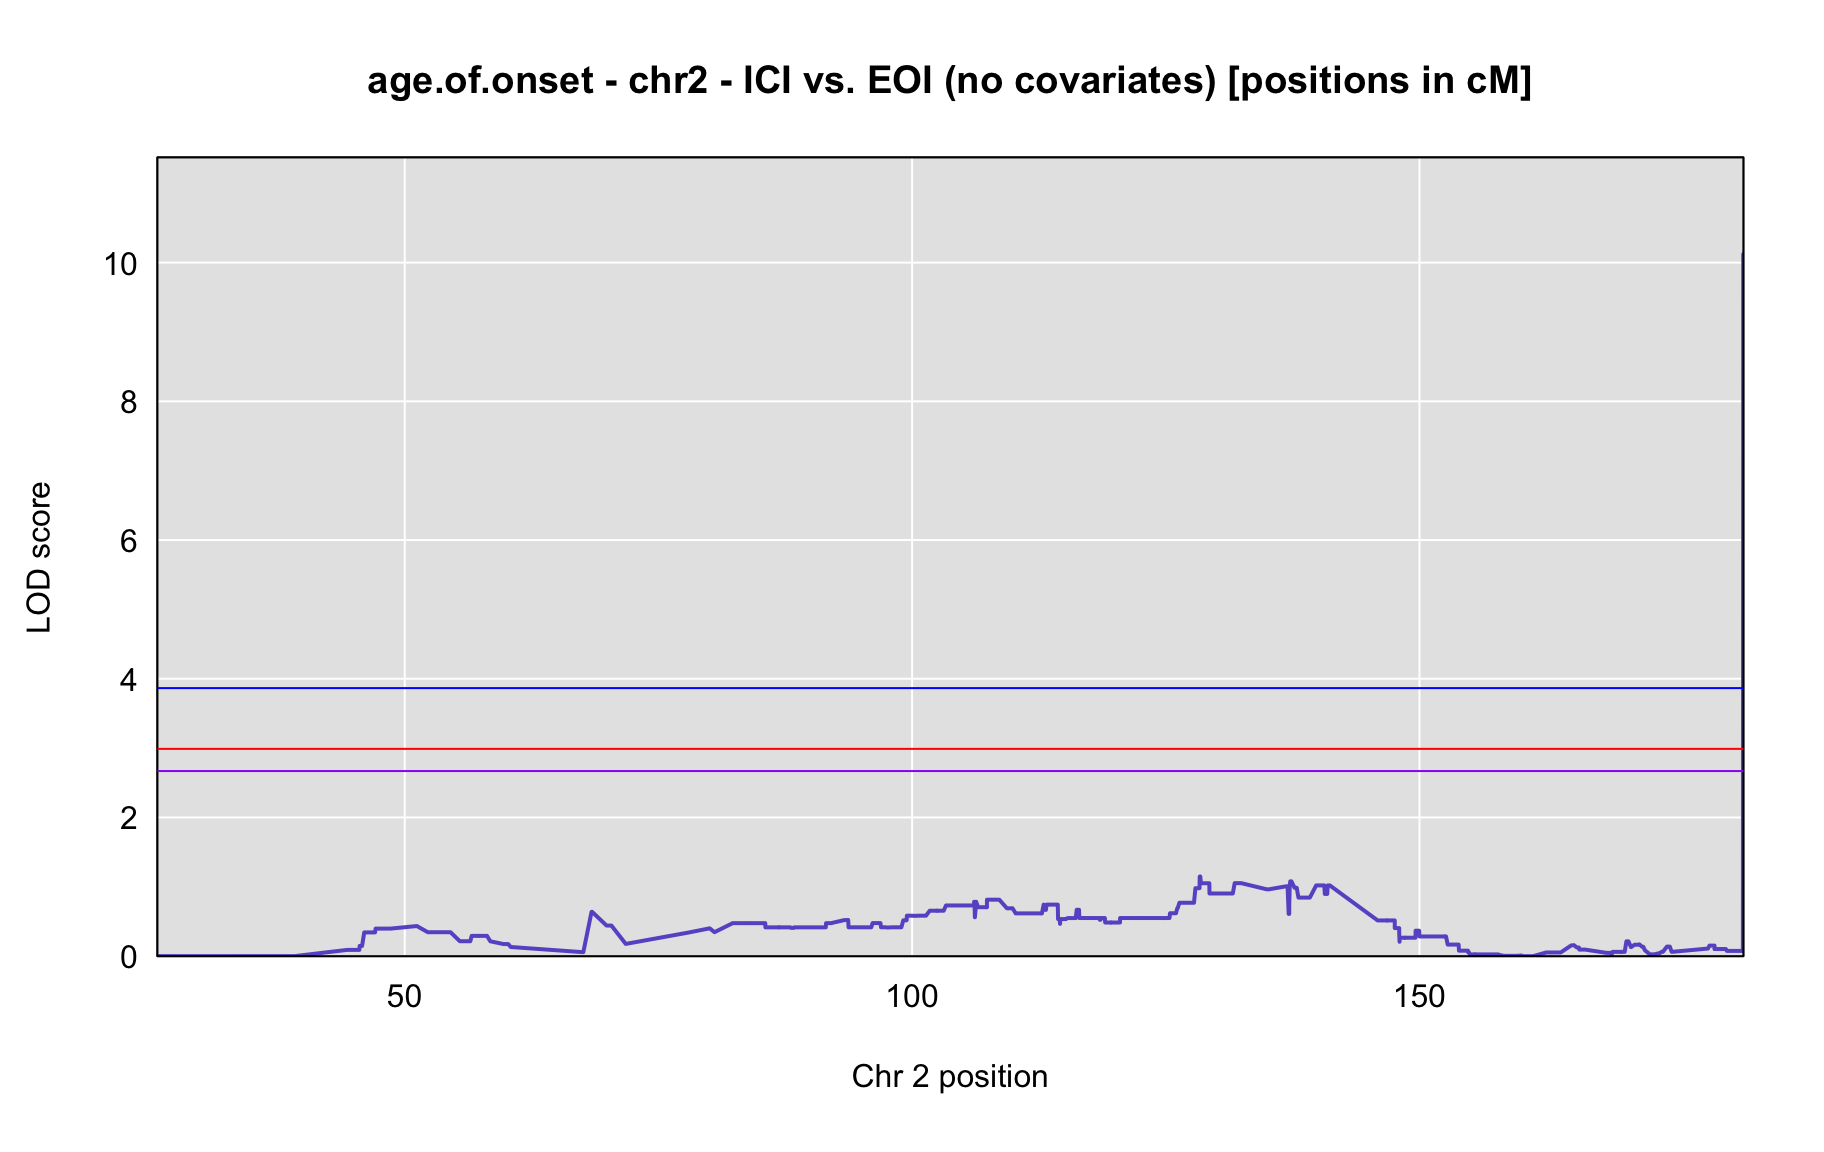 age.of.onset - chr2 - ICI vs. EOI (no covariates) [positions in cM]
10
8
6
4
2
0
LOD score
50 100 150
Chr 2 position